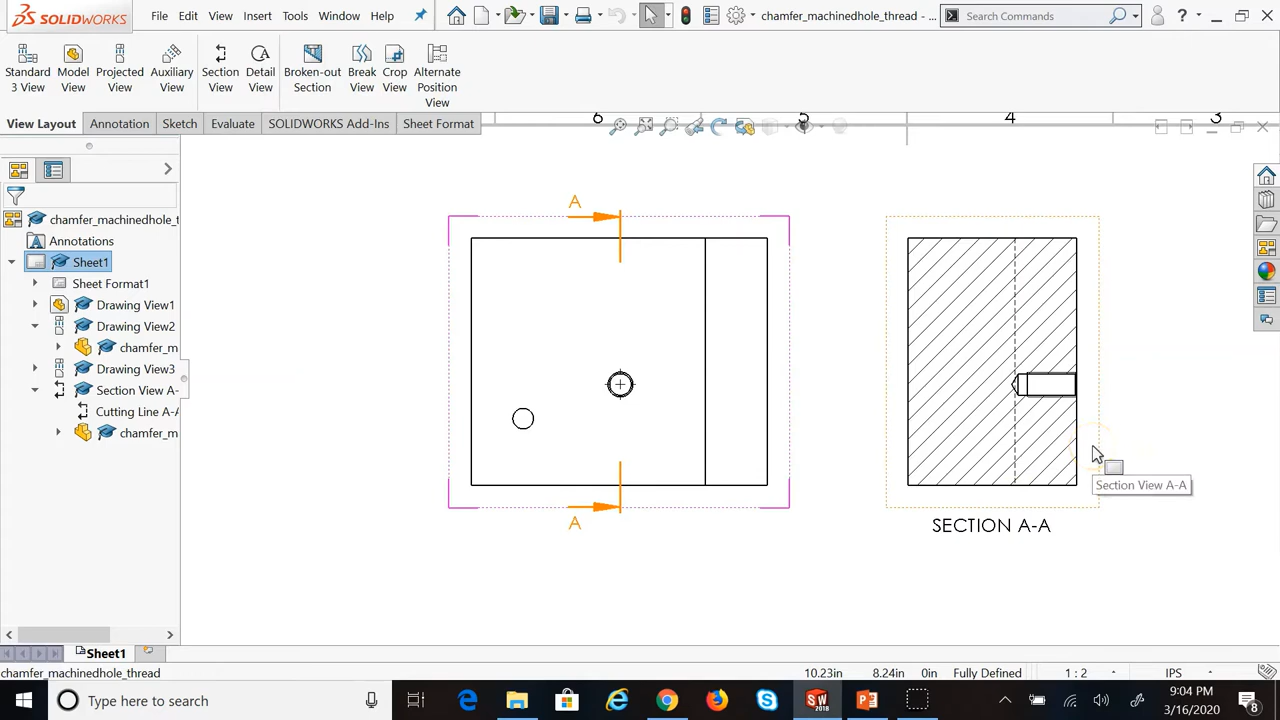 SOLIDWORKS File Edit View Insert Tools Window Help chamfer_machinedhole_thread - ... Search Commands ?
Standard 3 View
Model View
Projected View
Auxiliary View
Section View
Detail View
Broken-out Section
Break View
Crop View
Alternate Position View
View Layout Annotation Sketch Evaluate SOLIDWORKS Add-Ins Sheet Format
6 5 4 3
chamfer_machinedhole_t
Annotations
Sheet1
Sheet Format1
Drawing View1
Drawing View2
chamfer_m
Drawing View3
Section View A-
Cutting Line A-A
chamfer_m
A
A
Section View A-A
SECTION A-A
Sheet1
chamfer_machinedhole_thread 10.23in 8.24in 0in Fully Defined 1 : 2 IPS
Type here to search
SW
2018
9:04 PM
3/16/2020
8